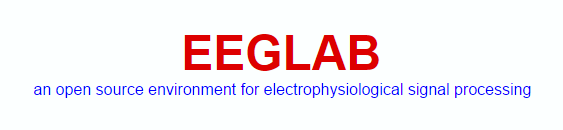 EEGLAB
an open source environment for electrophysiological signal processing